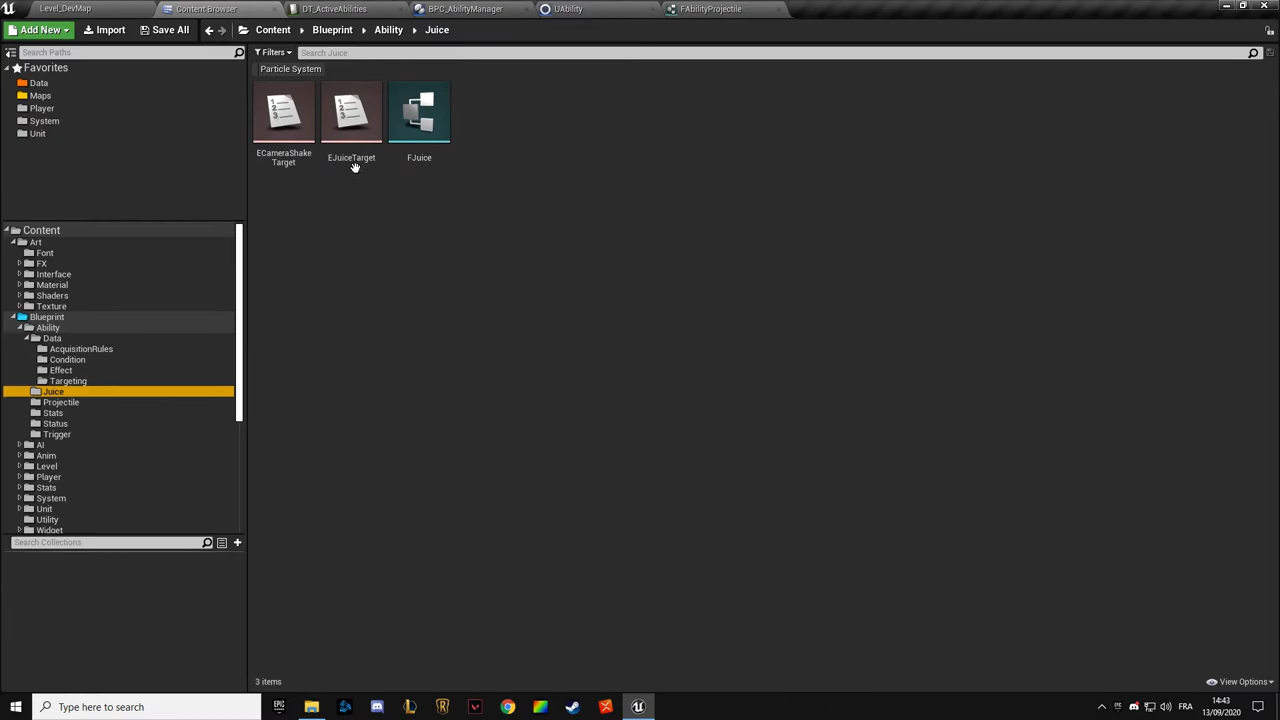 Level_DevMap
Content Browser
DT_ActiveAbilities
BPC_AbilityManager
UAbility
FAbilityProjectile
Add New
Import
Save All
Content
Blueprint
Ability
Juice
Search Paths
Filters
Search Juice
Favorites
Data
Maps
Player
System
Unit
Particle System
ECameraShake
Target
EJuiceTarget
FJuice
Content
Art
Font
FX
Interface
Material
Shaders
Texture
Blueprint
Ability
Data
AcquisitionRules
Condition
Effect
Targeting
Juice
Projectile
Stats
Status
Trigger
AI
Anim
Level
Player
Stats
System
Unit
Utility
Widget
Search Collections
3 items
View Options
Type here to search
FRA
14:43
13/09/2020